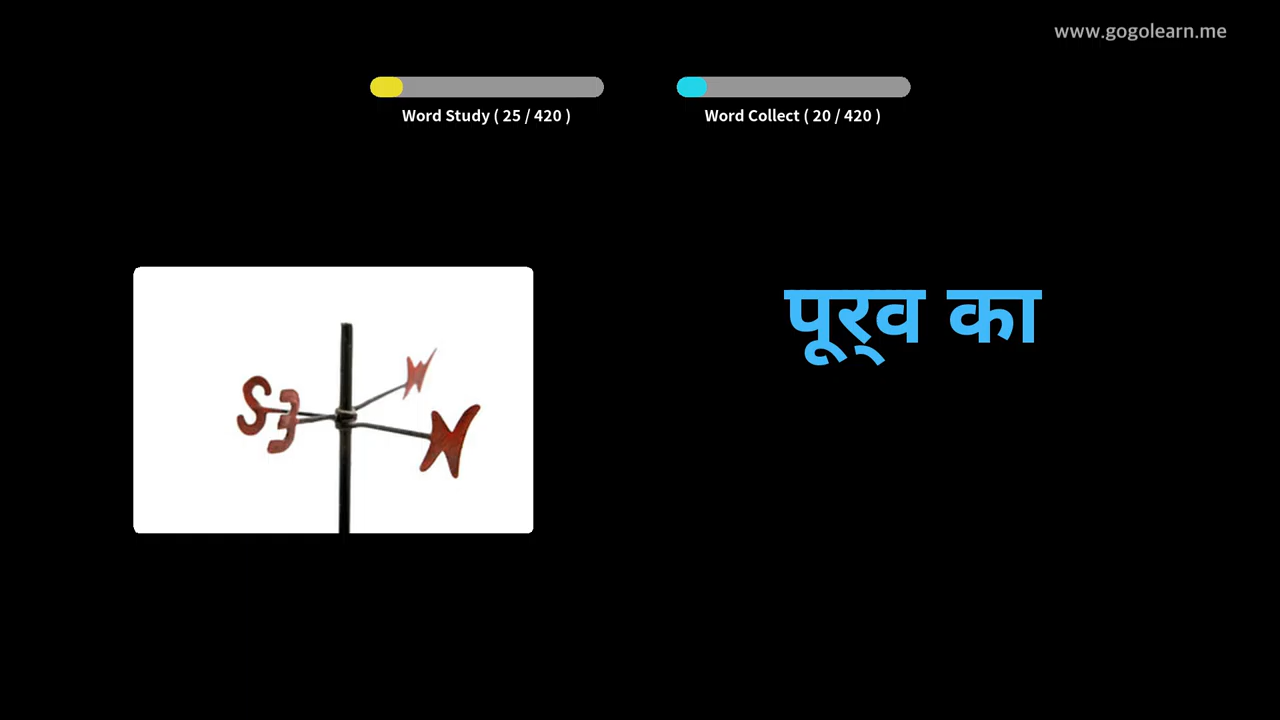 www.gogolearn.me
Word Study ( 25 / 420 )
Word Collect ( 20 / 420 )
पूर्‌व का
S E W N